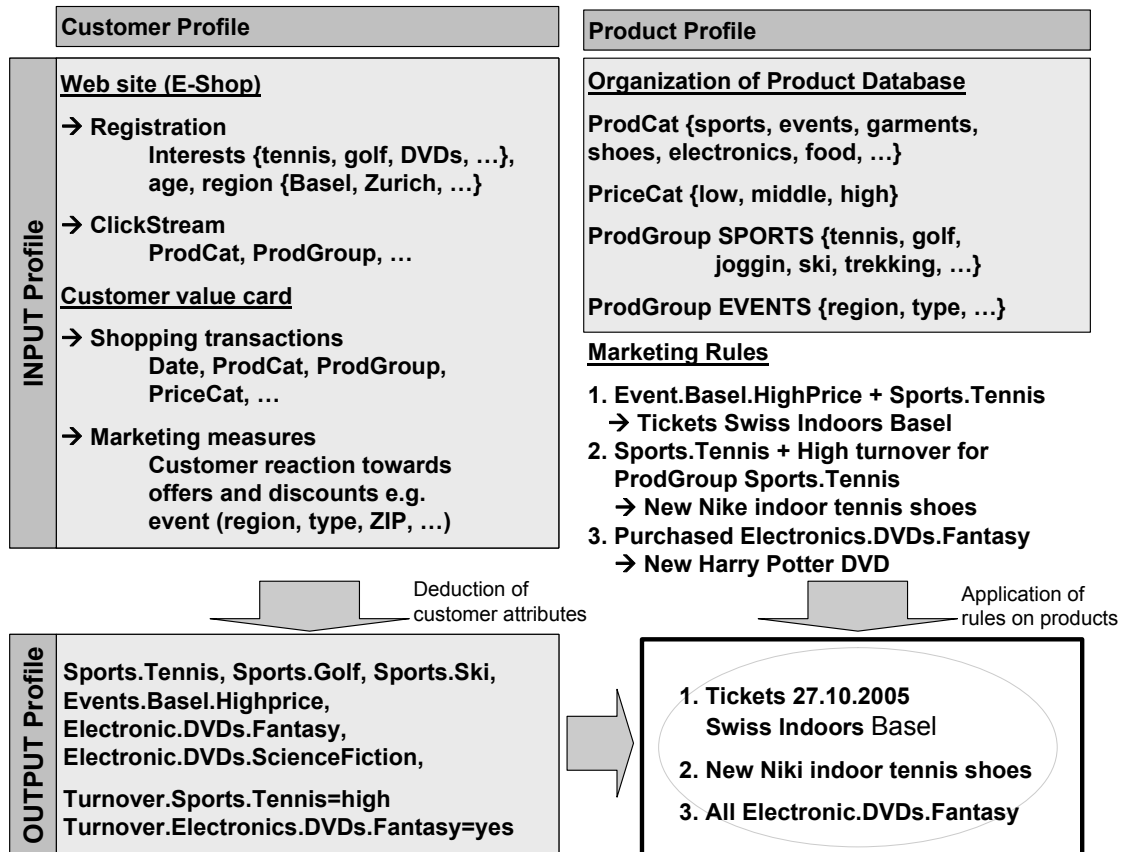 Customer Profile
INPUT Profile
Web site (E-Shop)
→ Registration
Interests {tennis, golf, DVDs, …},
age, region {Basel, Zurich, …}
→ ClickStream
ProdCat, ProdGroup, …
Customer value card
→ Shopping transactions
Date, ProdCat, ProdGroup,
PriceCat, …
→ Marketing measures
Customer reaction towards
offers and discounts e.g.
event (region, type, ZIP, …)
Product Profile
Organization of Product Database
ProdCat {sports, events, garments,
shoes, electronics, food, …}
PriceCat {low, middle, high}
ProdGroup SPORTS {tennis, golf,
joggin, ski, trekking, …}
ProdGroup EVENTS {region, type, …}
Marketing Rules
1. Event.Basel.HighPrice + Sports.Tennis
→ Tickets Swiss Indoors Basel
2. Sports.Tennis + High turnover for
ProdGroup Sports.Tennis
→ New Nike indoor tennis shoes
3. Purchased Electronics.DVDs.Fantasy
→ New Harry Potter DVD
Deduction of
customer attributes
Application of
rules on products
OUTPUT Profile
Sports.Tennis, Sports.Golf, Sports.Ski,
Events.Basel.Highprice,
Electronic.DVDs.Fantasy,
Electronic.DVDs.ScienceFiction,
Turnover.Sports.Tennis=high
Turnover.Electronics.DVDs.Fantasy=yes
1. Tickets 27.10.2005
Swiss Indoors Basel
2. New Niki indoor tennis shoes
3. All Electronic.DVDs.Fantasy